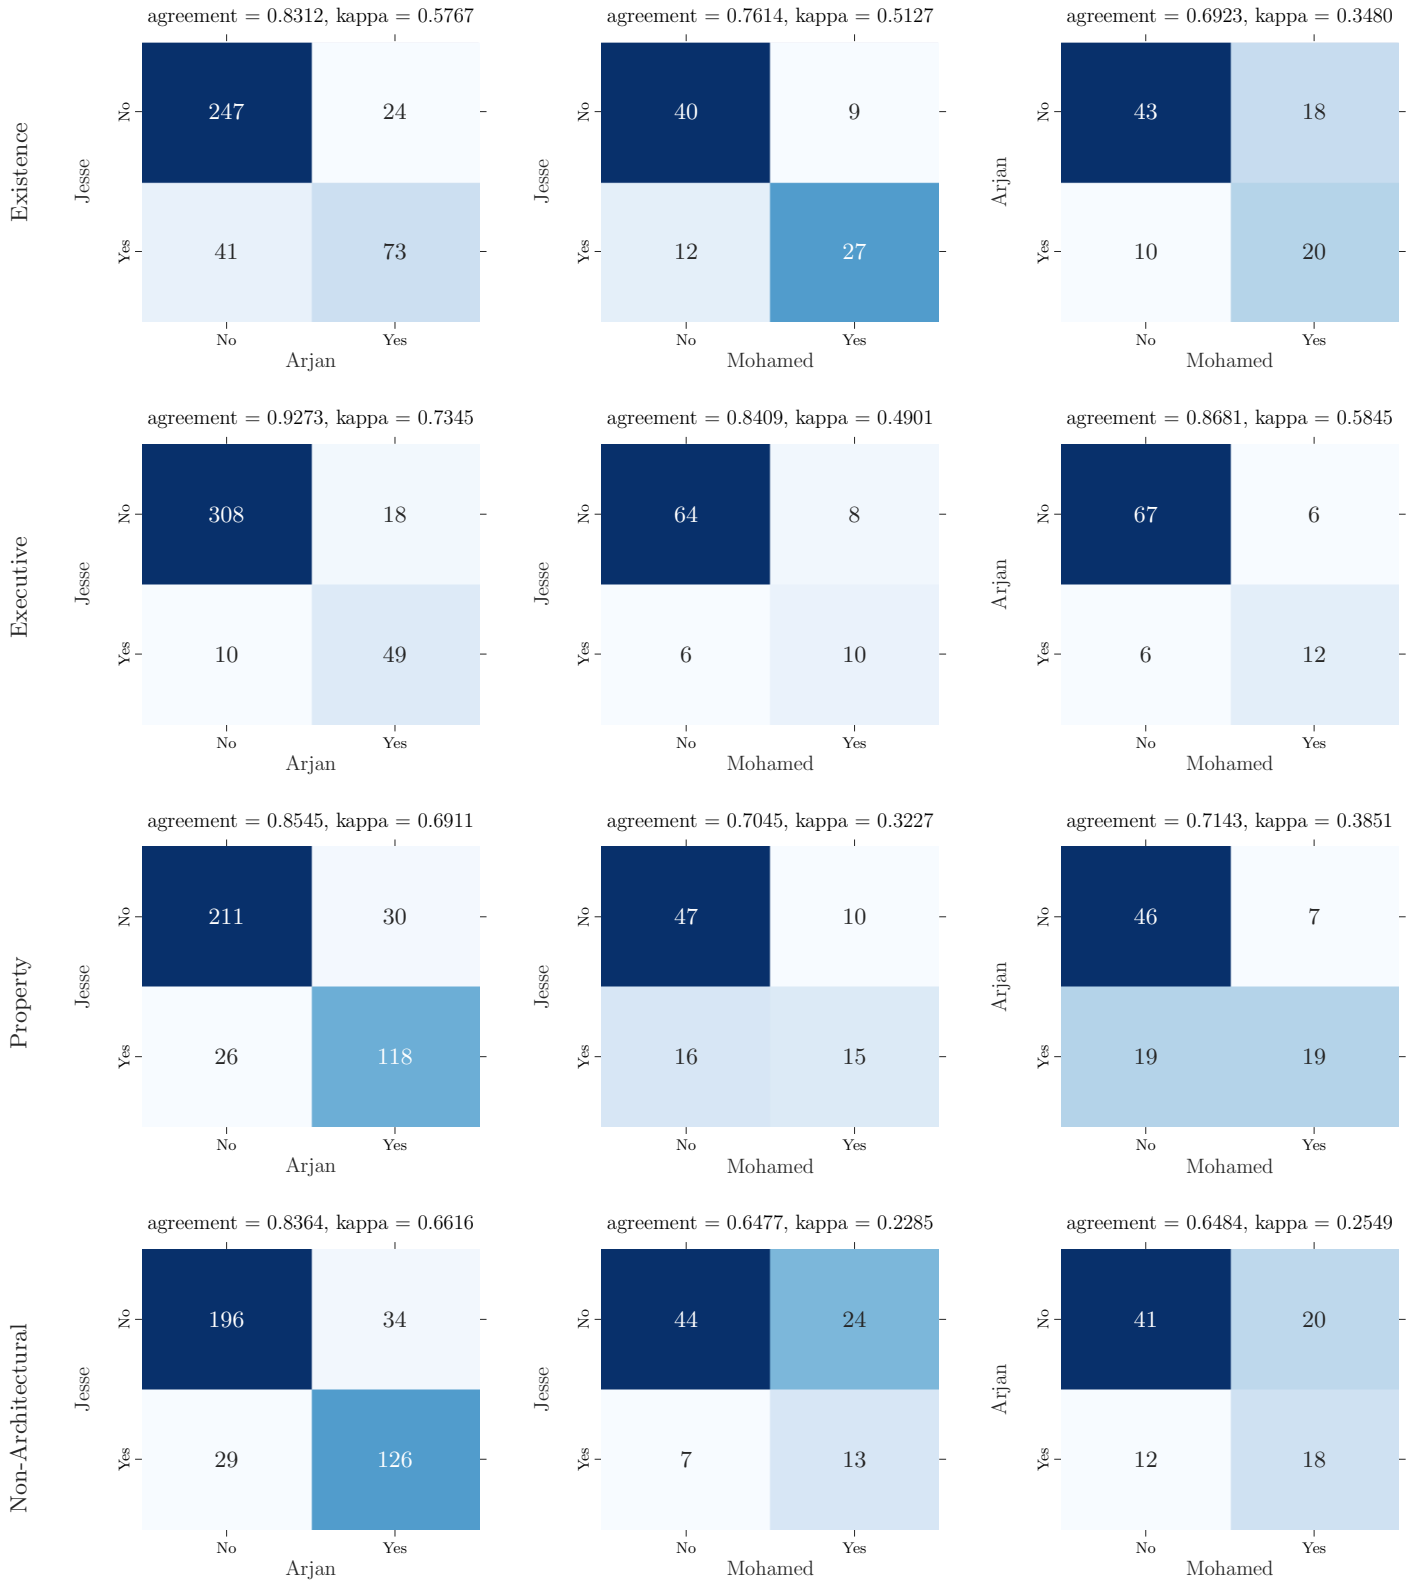 agreement = 0.8312, kappa = 0.5767
agreement = 0.7614, kappa = 0.5127
agreement = 0.6923, kappa = 0.3480
Existence
Jesse
No
247
24
Yes
41
73
No
Yes
Arjan
Jesse
No
40
9
Yes
12
27
No
Yes
Mohamed
Arjan
No
43
18
Yes
10
20
No
Yes
Mohamed
agreement = 0.9273, kappa = 0.7345
agreement = 0.8409, kappa = 0.4901
agreement = 0.8681, kappa = 0.5845
Executive
Jesse
No
308
18
Yes
10
49
No
Yes
Arjan
Jesse
No
64
8
Yes
6
10
No
Yes
Mohamed
Arjan
No
67
6
Yes
6
12
No
Yes
Mohamed
agreement = 0.8545, kappa = 0.6911
agreement = 0.7045, kappa = 0.3227
agreement = 0.7143, kappa = 0.3851
Property
Jesse
No
211
30
Yes
26
118
No
Yes
Arjan
Jesse
No
47
10
Yes
16
15
No
Yes
Mohamed
Arjan
No
46
7
Yes
19
19
No
Yes
Mohamed
agreement = 0.8364, kappa = 0.6616
agreement = 0.6477, kappa = 0.2285
agreement = 0.6484, kappa = 0.2549
Non-Architectural
Jesse
No
196
34
Yes
29
126
No
Yes
Arjan
Jesse
No
44
24
Yes
7
13
No
Yes
Mohamed
Arjan
No
41
20
Yes
12
18
No
Yes
Mohamed